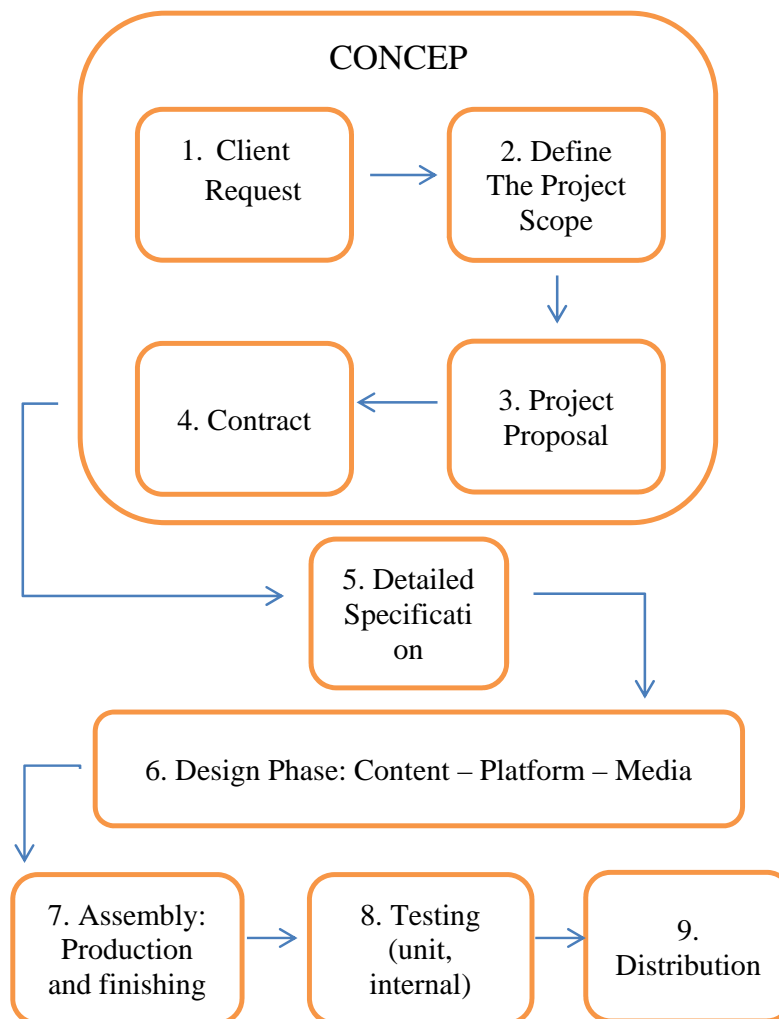 CONCEP
1. Client
Request
2. Define
The Project
Scope
4. Contract
3. Project
Proposal
5. Detailed
Specificati
on
6. Design Phase: Content – Platform – Media
7. Assembly:
Production
and finishing
8. Testing
(unit,
internal)
9.
Distribution